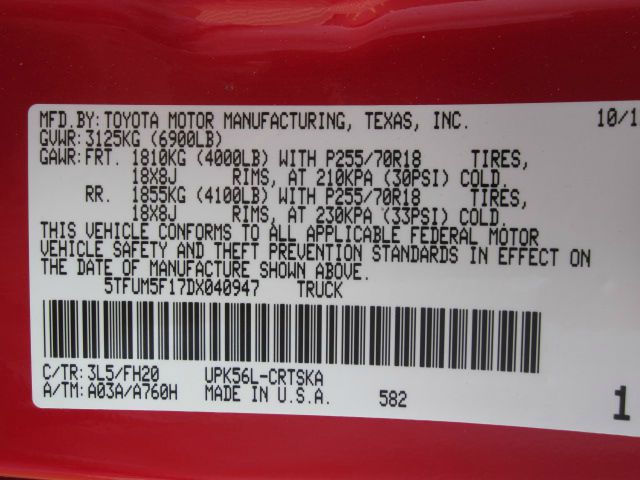 MFD.BY: TOYOTA MOTOR MANUFACTURING, TEXAS, INC. 10/1
GVWR: 3125KG (6900LB)
GAWR: FRT. 1810KG (4000LB) WITH P255/70R18 TIRES,
18X8J RIMS, AT 210KPA (30PSI) COLD.
RR. 1855KG (4100LB) WITH P255/70R18 TIRES,
18X8J RIMS, AT 230KPA (33PSI) COLD.
THIS VEHICLE CONFORMS TO ALL APPLICABLE FEDERAL MOTOR
VEHICLE SAFETY AND THEFT PREVENTION STANDARDS IN EFFECT ON
THE DATE OF MANUFACTURE SHOWN ABOVE.
5TFUM5F17DX040947 TRUCK
C/TR: 3L5/FH20 UPK56L-CRTSKA
A/TM: A03A/A760H MADE IN U.S.A. 582 1